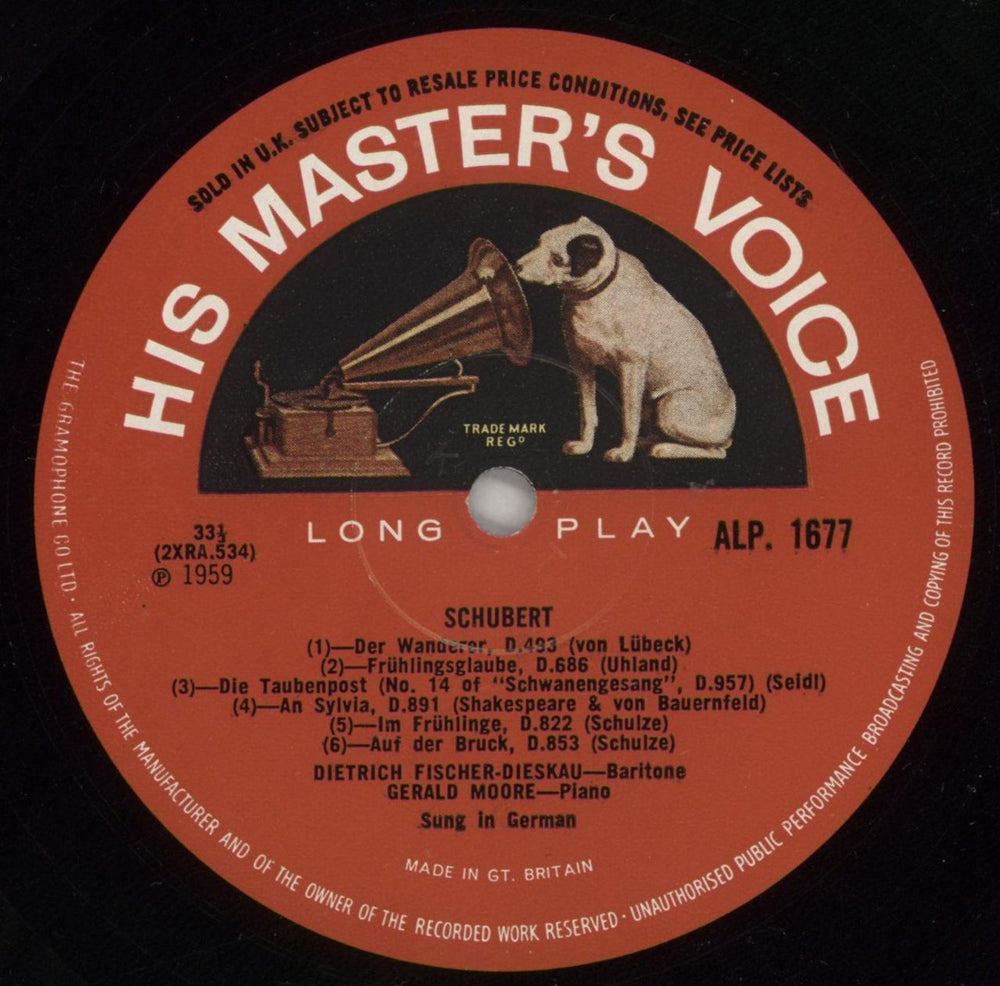 SOLD IN U.K. SUBJECT TO RESALE PRICE CONDITIONS, SEE PRICE LISTS
HIS MASTER'S VOICE
TRADE MARK
REGᴰ
LONG PLAY
ALP. 1677
33⅓
(2XRA.534)
℗ 1959
SCHUBERT
(1)—Der Wanderer, D.493 (von Lübeck)
(2)—Frühlingsglaube, D.686 (Uhland)
(3)—Die Taubenpost (No. 14 of "Schwanengesang", D.957) (Seidl)
(4)—An Sylvia, D.891 (Shakespeare & von Bauernfeld)
(5)—Im Frühlinge, D.822 (Schulze)
(6)—Auf der Bruck, D.853 (Schulze)
DIETRICH FISCHER-DIESKAU—Baritone
GERALD MOORE—Piano
Sung in German
MADE IN GT. BRITAIN
THE GRAMOPHONE CO LTD · ALL RIGHTS OF THE MANUFACTURER AND OF THE OWNER OF THE RECORDED WORK RESERVED · UNAUTHORISED PUBLIC PERFORMANCE BROADCASTING AND COPYING OF THIS RECORD PROHIBITED